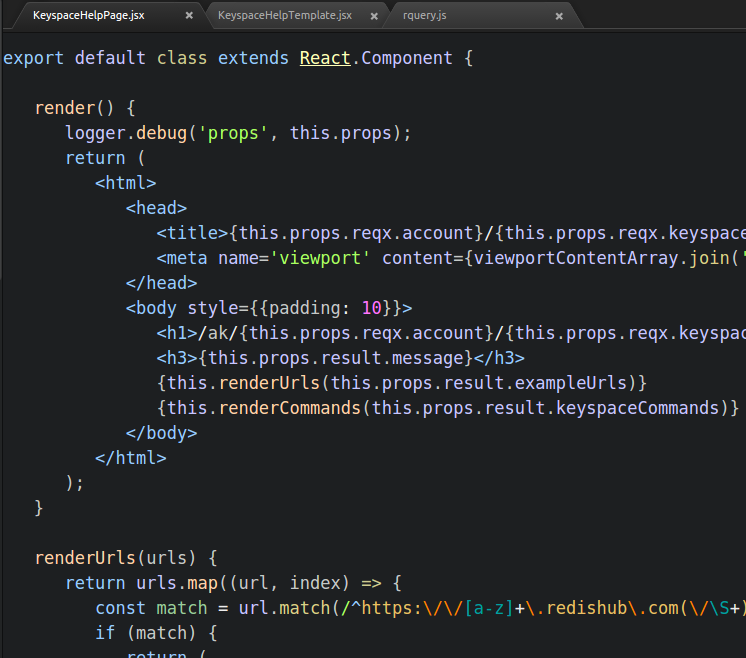 KeyspaceHelpPage.jsx × KeyspaceHelpTemplate.jsx × rquery.js ×
export default class extends React.Component {
render() {
logger.debug('props', this.props);
return (
<html>
<head>
<title>{this.props.reqx.account}/{this.props.reqx.keyspace
<meta name='viewport' content={viewportContentArray.join('
</head>
<body style={{padding: 10}}>
<h1>/ak/{this.props.reqx.account}/{this.props.reqx.keyspac
<h3>{this.props.result.message}</h3>
{this.renderUrls(this.props.result.exampleUrls)}
{this.renderCommands(this.props.result.keyspaceCommands)}
</body>
</html>
);
}
renderUrls(urls) {
return urls.map((url, index) => {
const match = url.match(/^https:\/\/[a-z]+\.redishub\.com(\/\S+)
if (match) {
return (